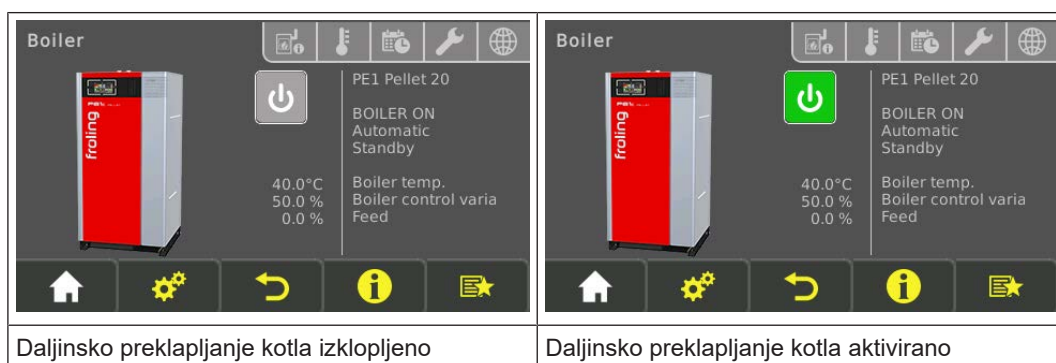 Boiler
PE1 Pellet 20
BOILER ON
Automatic
Standby
40.0°C Boiler temp.
50.0 % Boiler control varia
0.0 % Feed
froling
Daljinsko preklapljanje kotla izklopljeno
Boiler
PE1 Pellet 20
BOILER ON
Automatic
Standby
40.0°C Boiler temp.
50.0 % Boiler control varia
0.0 % Feed
froling
Daljinsko preklapljanje kotla aktivirano